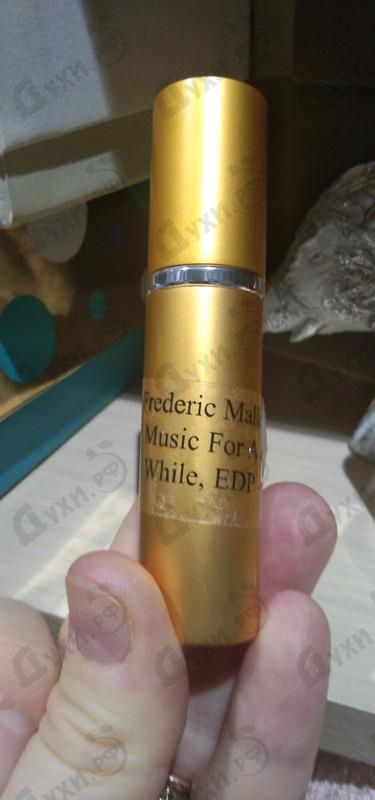 Frederic Mall
Music For A
While, EDP
Духи.РФ